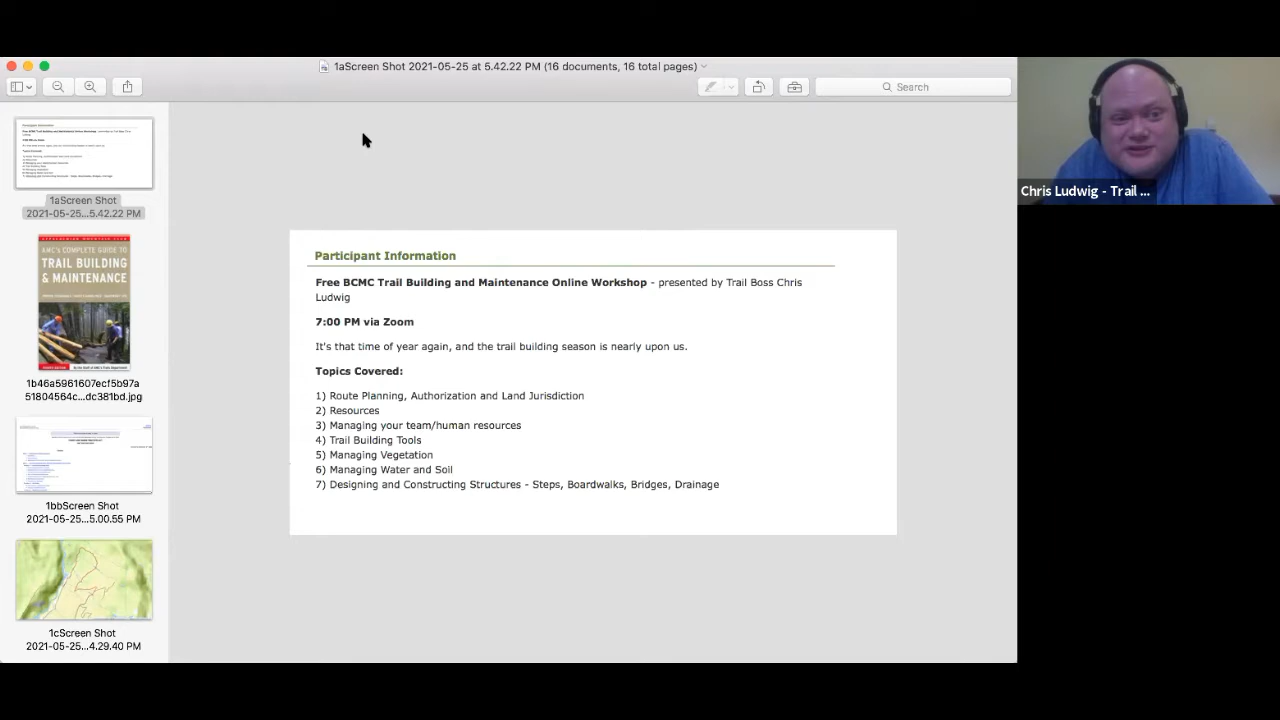 1aScreen Shot 2021-05-25 at 5.42.22 PM (16 documents, 16 total pages)
Search
1aScreen Shot
2021-05-25...5.42.22 PM
AMC'S COMPLETE GUIDE TO
TRAIL BUILDING
& MAINTENANCE
1b46a5961607ecf5b97a
51804564c...dc381bd.jpg
1bbScreen Shot
2021-05-25...5.00.55 PM
1cScreen Shot
2021-05-25...4.29.40 PM
Participant Information
Free BCMC Trail Building and Maintenance Online Workshop - presented by Trail Boss Chris
Ludwig
7:00 PM via Zoom
It's that time of year again, and the trail building season is nearly upon us.
Topics Covered:
1) Route Planning, Authorization and Land Jurisdiction
2) Resources
3) Managing your team/human resources
4) Trail Building Tools
5) Managing Vegetation
6) Managing Water and Soil
7) Designing and Constructing Structures - Steps, Boardwalks, Bridges, Drainage
Chris Ludwig - Trail ...